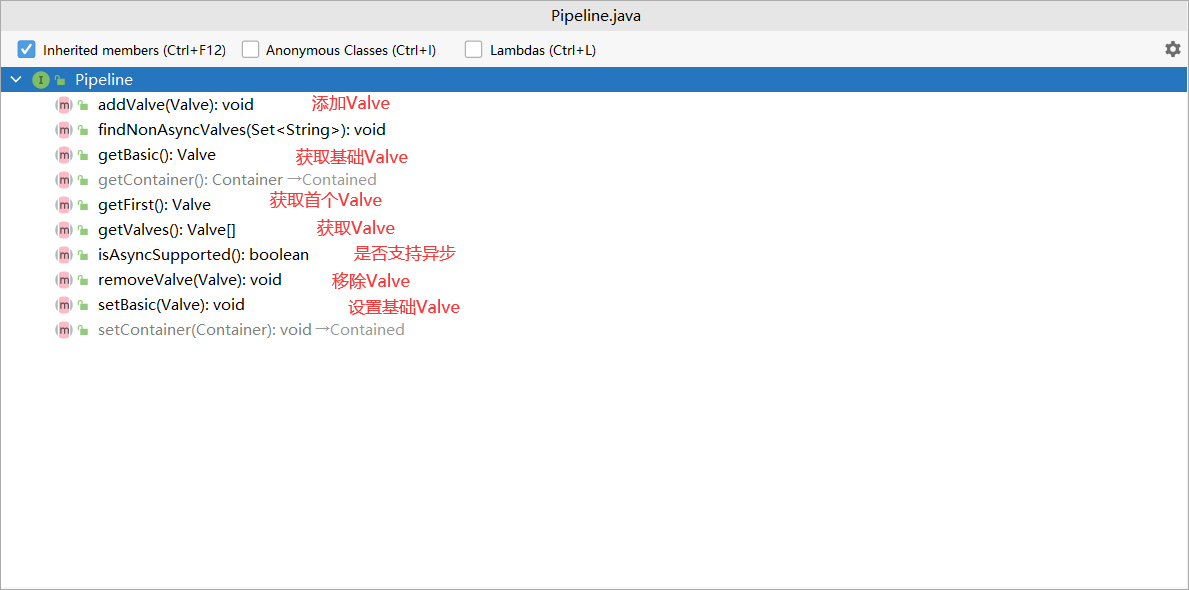 Pipeline.java
Inherited members (Ctrl+F12) Anonymous Classes (Ctrl+I) Lambdas (Ctrl+L)
I Pipeline
m addValve(Valve): void 添加Valve
m findNonAsyncValves(Set<String>): void
m getBasic(): Valve 获取基础Valve
m getContainer(): Container →Contained
m getFirst(): Valve 获取首个Valve
m getValves(): Valve[] 获取Valve
m isAsyncSupported(): boolean 是否支持异步
m removeValve(Valve): void 移除Valve
m setBasic(Valve): void 设置基础Valve
m setContainer(Container): void →Contained